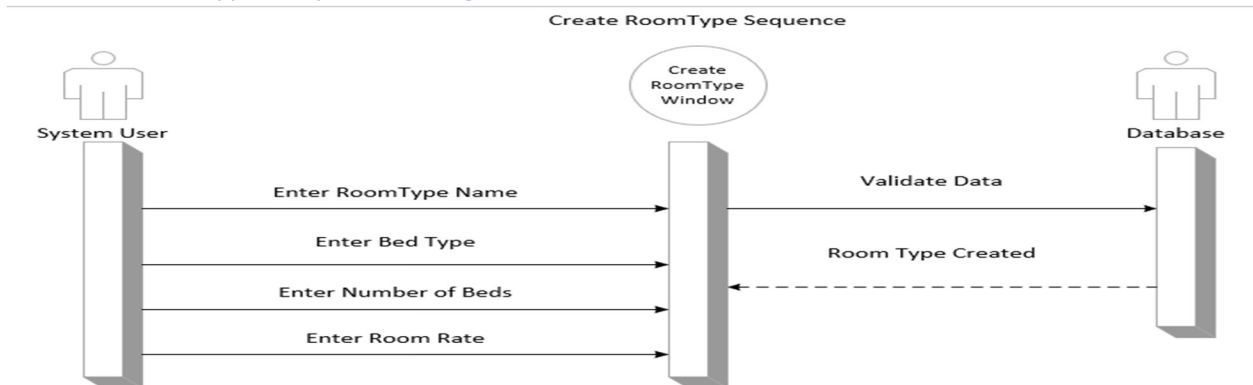 Create RoomType Sequence
Create
RoomType
Window
System User
Database
Enter RoomType Name
Validate Data
Enter Bed Type
Room Type Created
Enter Number of Beds
Enter Room Rate